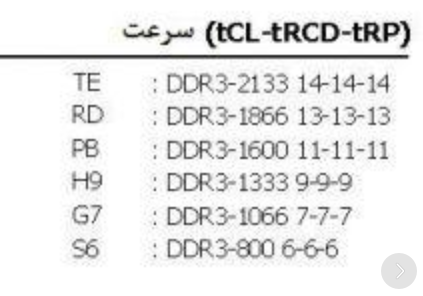 سرعت (tCL-tRCD-tRP)
TE : DDR3-2133 14-14-14
RD : DDR3-1866 13-13-13
PB : DDR3-1600 11-11-11
H9 : DDR3-1333 9-9-9
G7 : DDR3-1066 7-7-7
S6 : DDR3-800 6-6-6